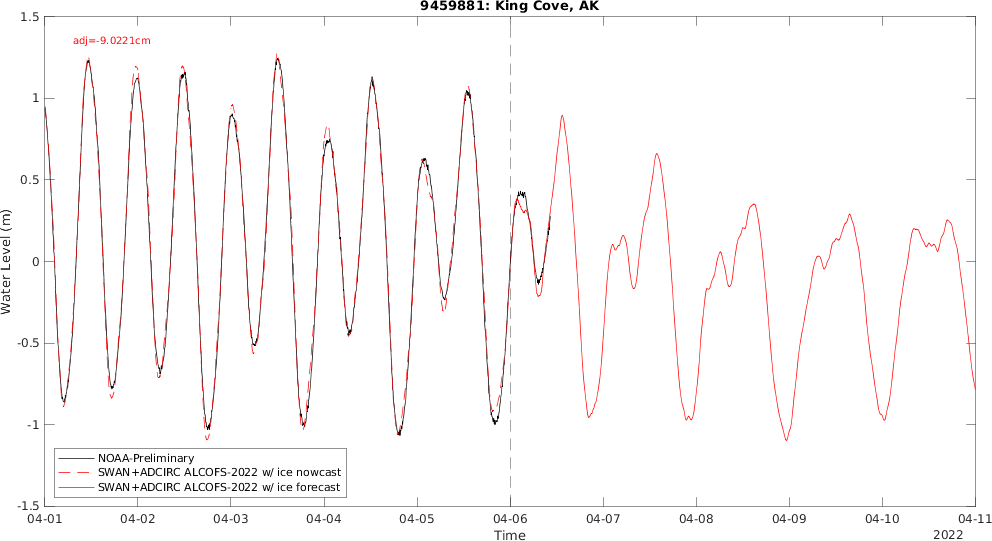 9459881: King Cove, AK
adj=-9.0221cm
1.5
1
0.5
0
-0.5
-1
-1.5
Water Level (m)
NOAA-Preliminary
SWAN+ADCIRC ALCOFS-2022 w/ ice nowcast
SWAN+ADCIRC ALCOFS-2022 w/ ice forecast
04-01 04-02 04-03 04-04 04-05 04-06 04-07 04-08 04-09 04-10 04-11
Time
2022